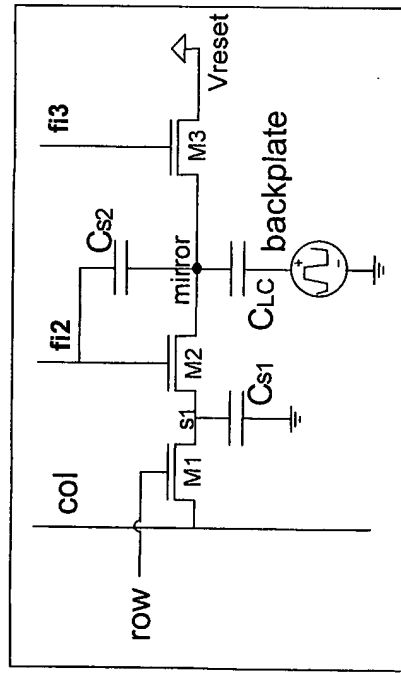 row
col
M1
s1
Cs1
fi2
M2
Cs2
mirror
CLC
backplate
+
-
fi3
M3
Vreset